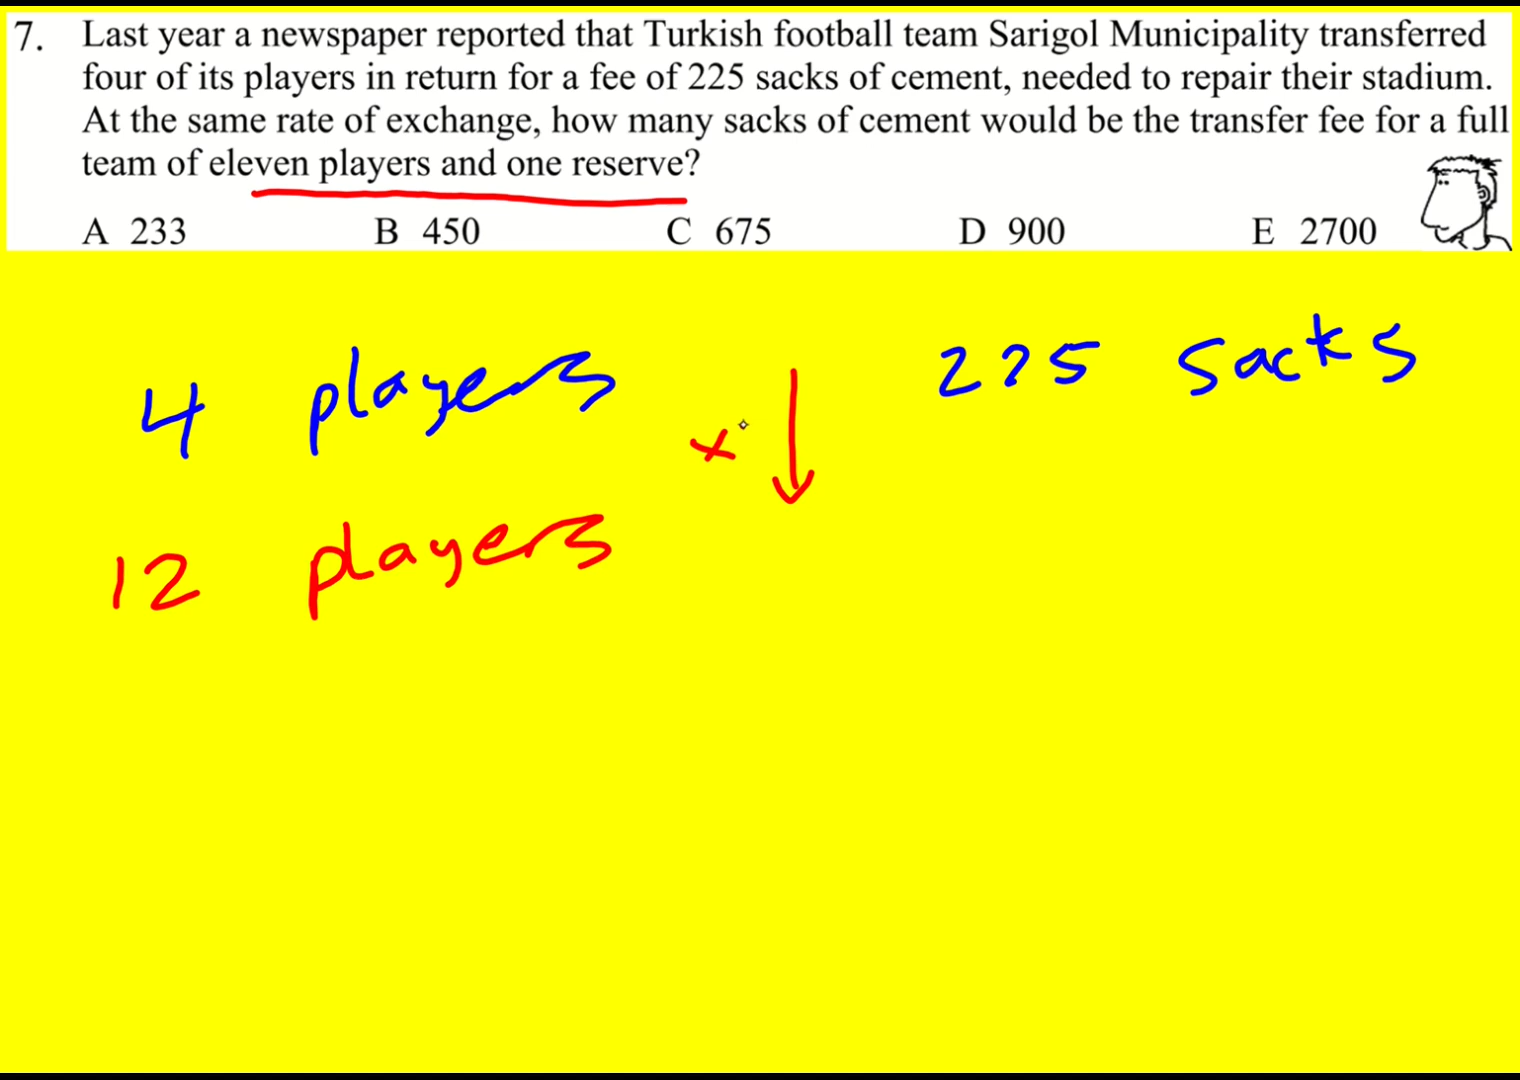 7. Last year a newspaper reported that Turkish football team Sarigol Municipality transferred
four of its players in return for a fee of 225 sacks of cement, needed to repair their stadium.
At the same rate of exchange, how many sacks of cement would be the transfer fee for a full
team of eleven players and one reserve?
A 233 B 450 C 675 D 900 E 2700
4 players 225 sacks
×
12 players